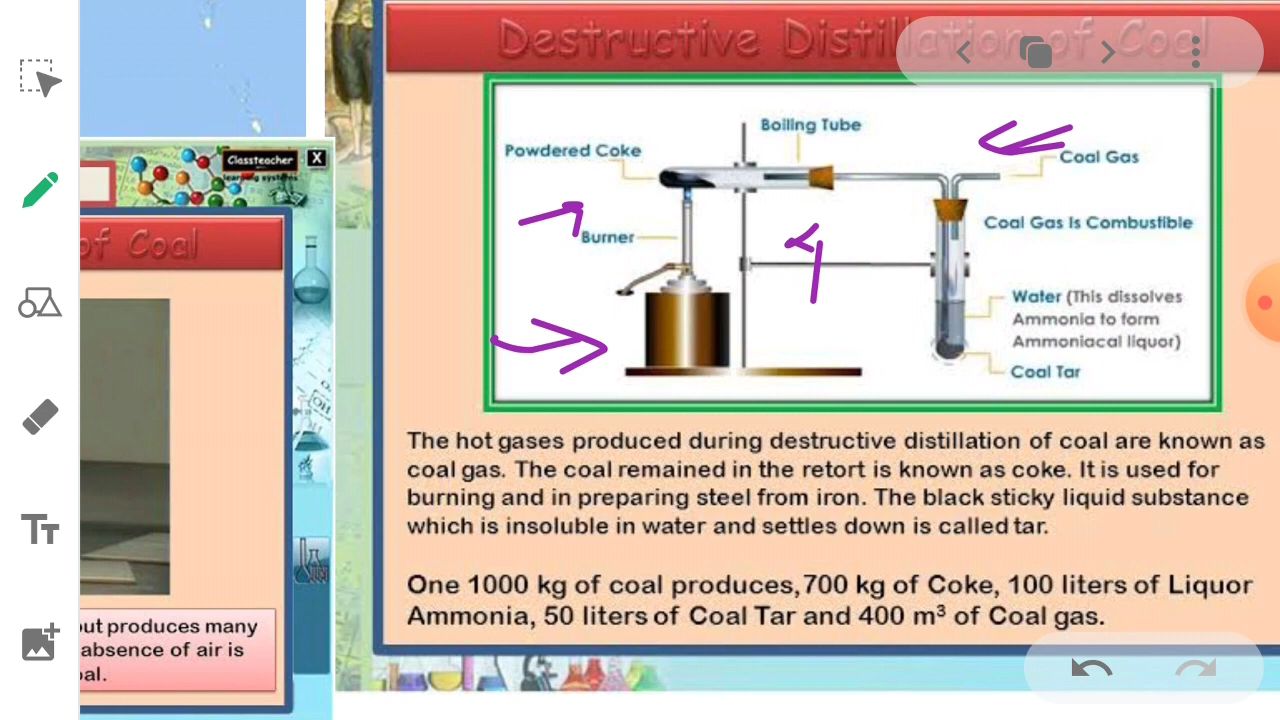 Destructive Distillation of Coal
Boiling Tube
Powdered Coke
Coal Gas
Coal Gas Is Combustible
Burner
Water (This dissolves
Ammonia to form
Ammoniacal liquor)
Coal Tar
The hot gases produced during destructive distillation of coal are known as
coal gas. The coal remained in the retort is known as coke. It is used for
burning and in preparing steel from iron. The black sticky liquid substance
which is insoluble in water and settles down is called tar.
One 1000 kg of coal produces,700 kg of Coke, 100 liters of Liquor
Ammonia, 50 liters of Coal Tar and 400 m³ of Coal gas.
Classteacher
learning systems
X
of Coal
out produces many
absence of air is
oal.
TT